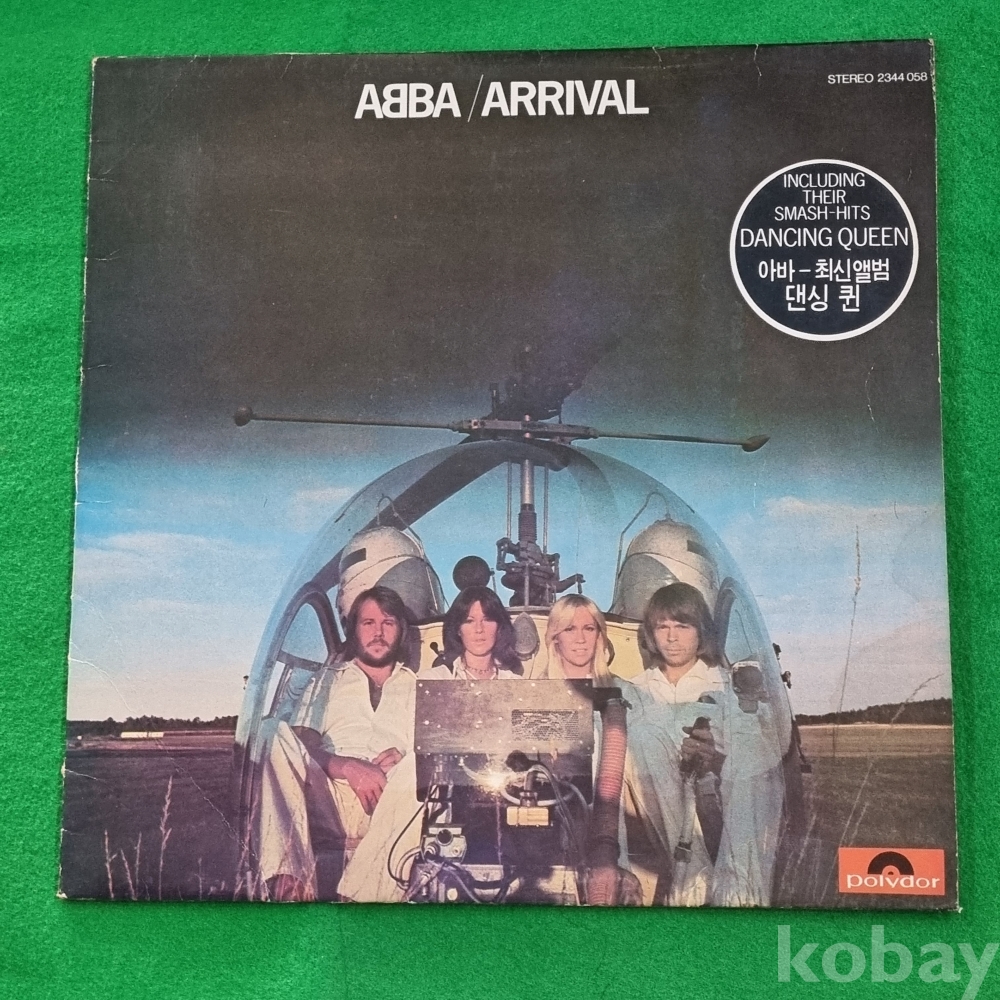 AᗺBA/ARRIVAL
STEREO 2344 058
INCLUDING
THEIR
SMASH-HITS
DANCING QUEEN
아바-최신앨범
댄싱 퀸
polydor
kobay